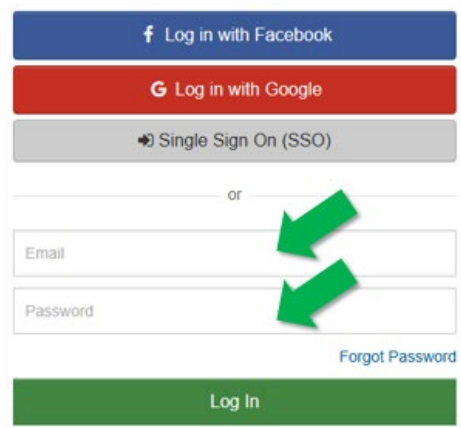 Log in with Facebook
Log in with Google
Single Sign On (SSO)
or
Email
Password
Forgot Password
Log In